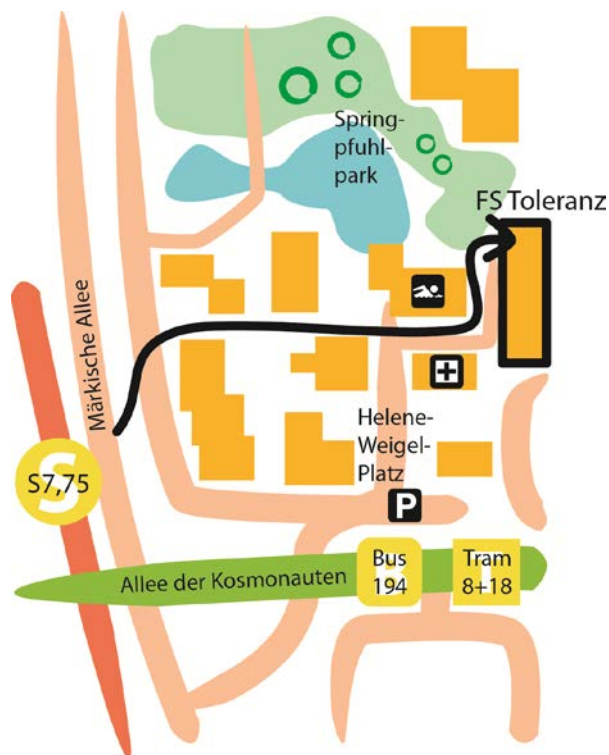 Spring-
pfuhl-
park
FS Toleranz
Märkische Allee
Helene-
Weigel-
Platz
S
S7,75
P
Allee der Kosmonauten
B
Bus
194
T
Tram
8+18